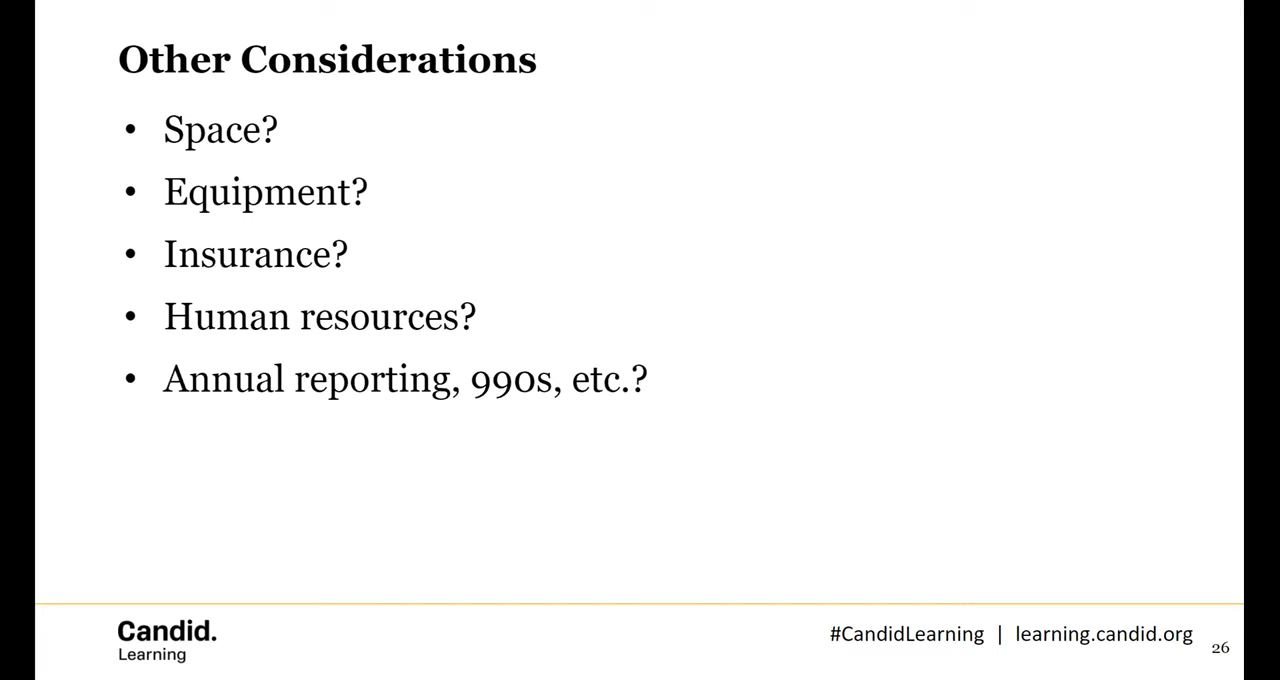 Other Considerations
• Space?
• Equipment?
• Insurance?
• Human resources?
• Annual reporting, 990s, etc.?
Candid.
Learning
#CandidLearning | learning.candid.org
26